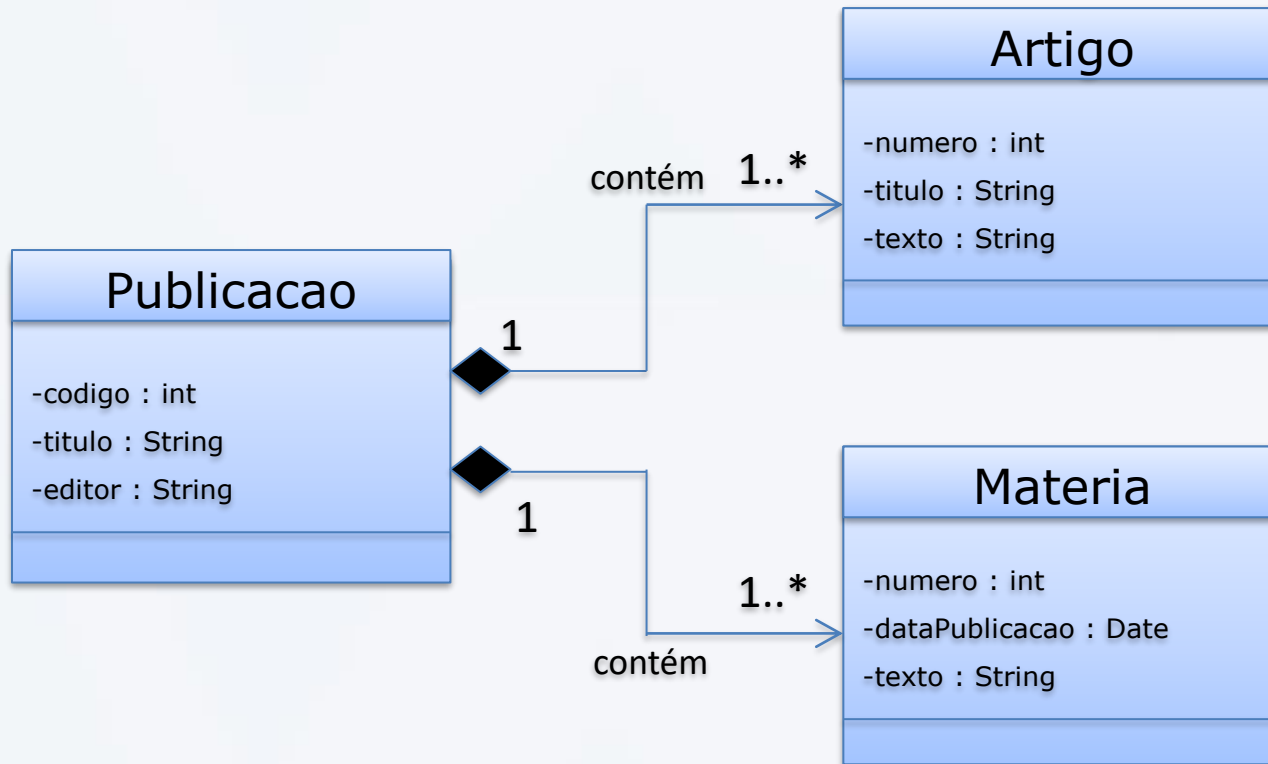 Publicacao
-codigo : int
-titulo : String
-editor : String
1
1
contém
1..*
Artigo
-numero : int
-titulo : String
-texto : String
1..*
contém
Materia
-numero : int
-dataPublicacao : Date
-texto : String